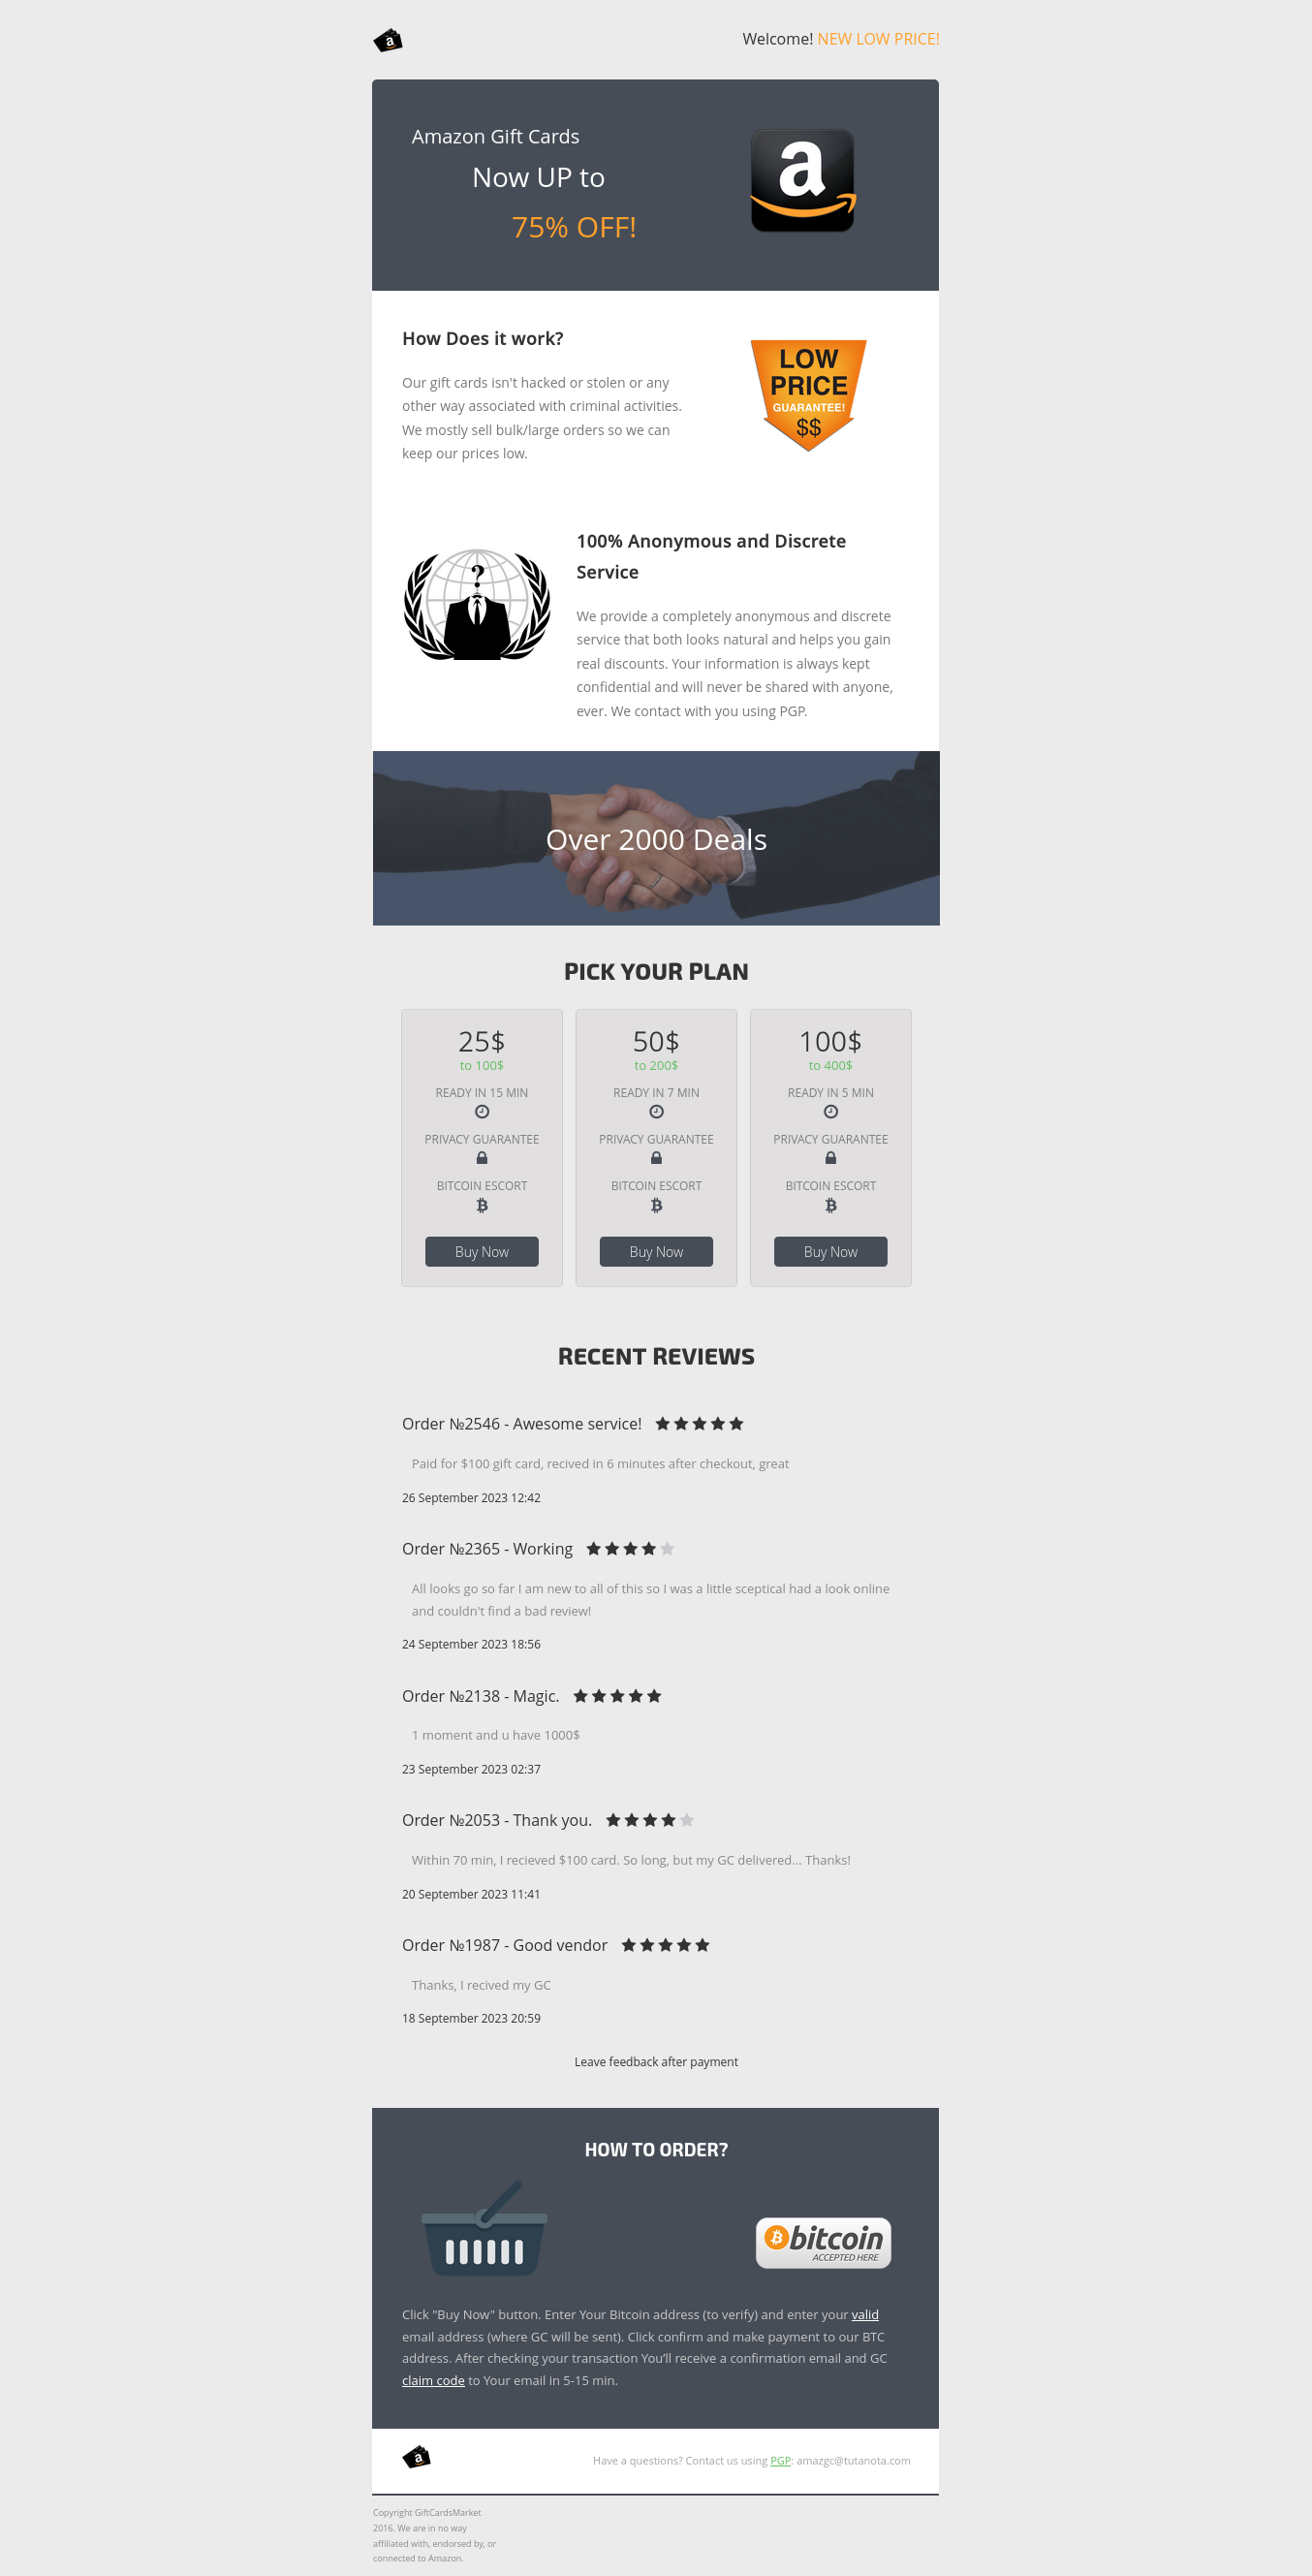 a
Welcome! NEW LOW PRICE!
Amazon Gift Cards
Now UP to
75% OFF!
a
How Does it work?
Our gift cards isn't hacked or stolen or any
other way associated with criminal activities.
We mostly sell bulk/large orders so we can
keep our prices low.
LOW
PRICE
GUARANTEE!
$$
?
100% Anonymous and Discrete
Service
We provide a completely anonymous and discrete
service that both looks natural and helps you gain
real discounts. Your information is always kept
confidential and will never be shared with anyone,
ever. We contact with you using PGP.
Over 2000 Deals
PICK YOUR PLAN
25$
to 100$
READY IN 15 MIN
PRIVACY GUARANTEE
BITCOIN ESCORT
Buy Now
50$
to 200$
READY IN 7 MIN
PRIVACY GUARANTEE
BITCOIN ESCORT
Buy Now
100$
to 400$
READY IN 5 MIN
PRIVACY GUARANTEE
BITCOIN ESCORT
Buy Now
RECENT REVIEWS
Order №2546 - Awesome service!
Paid for $100 gift card, recived in 6 minutes after checkout, great
26 September 2023 12:42
Order №2365 - Working
All looks go so far I am new to all of this so I was a little sceptical had a look online
and couldn't find a bad review!
24 September 2023 18:56
Order №2138 - Magic.
1 moment and u have 1000$
23 September 2023 02:37
Order №2053 - Thank you.
Within 70 min, I recieved $100 card. So long, but my GC delivered... Thanks!
20 September 2023 11:41
Order №1987 - Good vendor
Thanks, I recived my GC
18 September 2023 20:59
Leave feedback after payment
HOW TO ORDER?
bitcoin
ACCEPTED HERE
Click "Buy Now" button. Enter Your Bitcoin address (to verify) and enter your valid
email address (where GC will be sent). Click confirm and make payment to our BTC
address. After checking your transaction You’ll receive a confirmation email and GC
claim code to Your email in 5-15 min.
a
Have a questions? Contact us using PGP: amazgc@tutanota.com
Copyright GiftCardsMarket
2016. We are in no way
affiliated with, endorsed by, or
connected to Amazon.